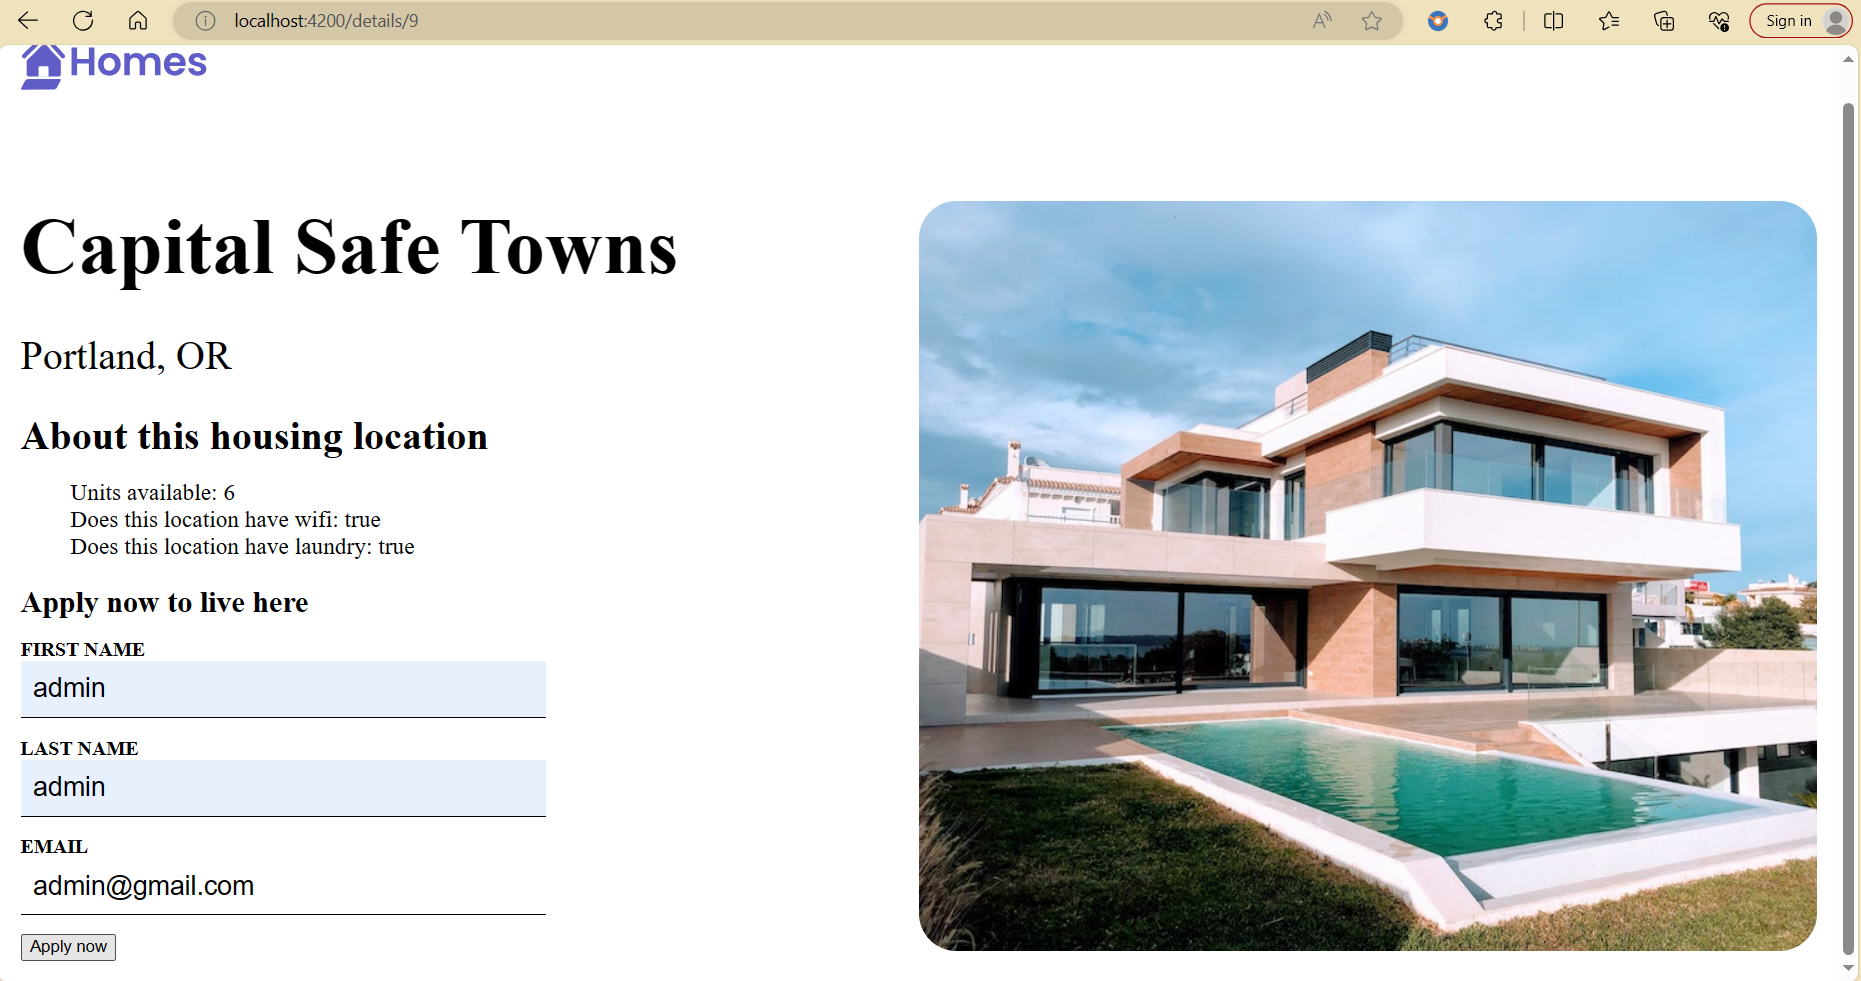 localhost:4200/details/9
Sign in
Homes
Capital Safe Towns
Portland, OR
About this housing location
Units available: 6
Does this location have wifi: true
Does this location have laundry: true
Apply now to live here
FIRST NAME
admin
LAST NAME
admin
EMAIL
admin@gmail.com
Apply now